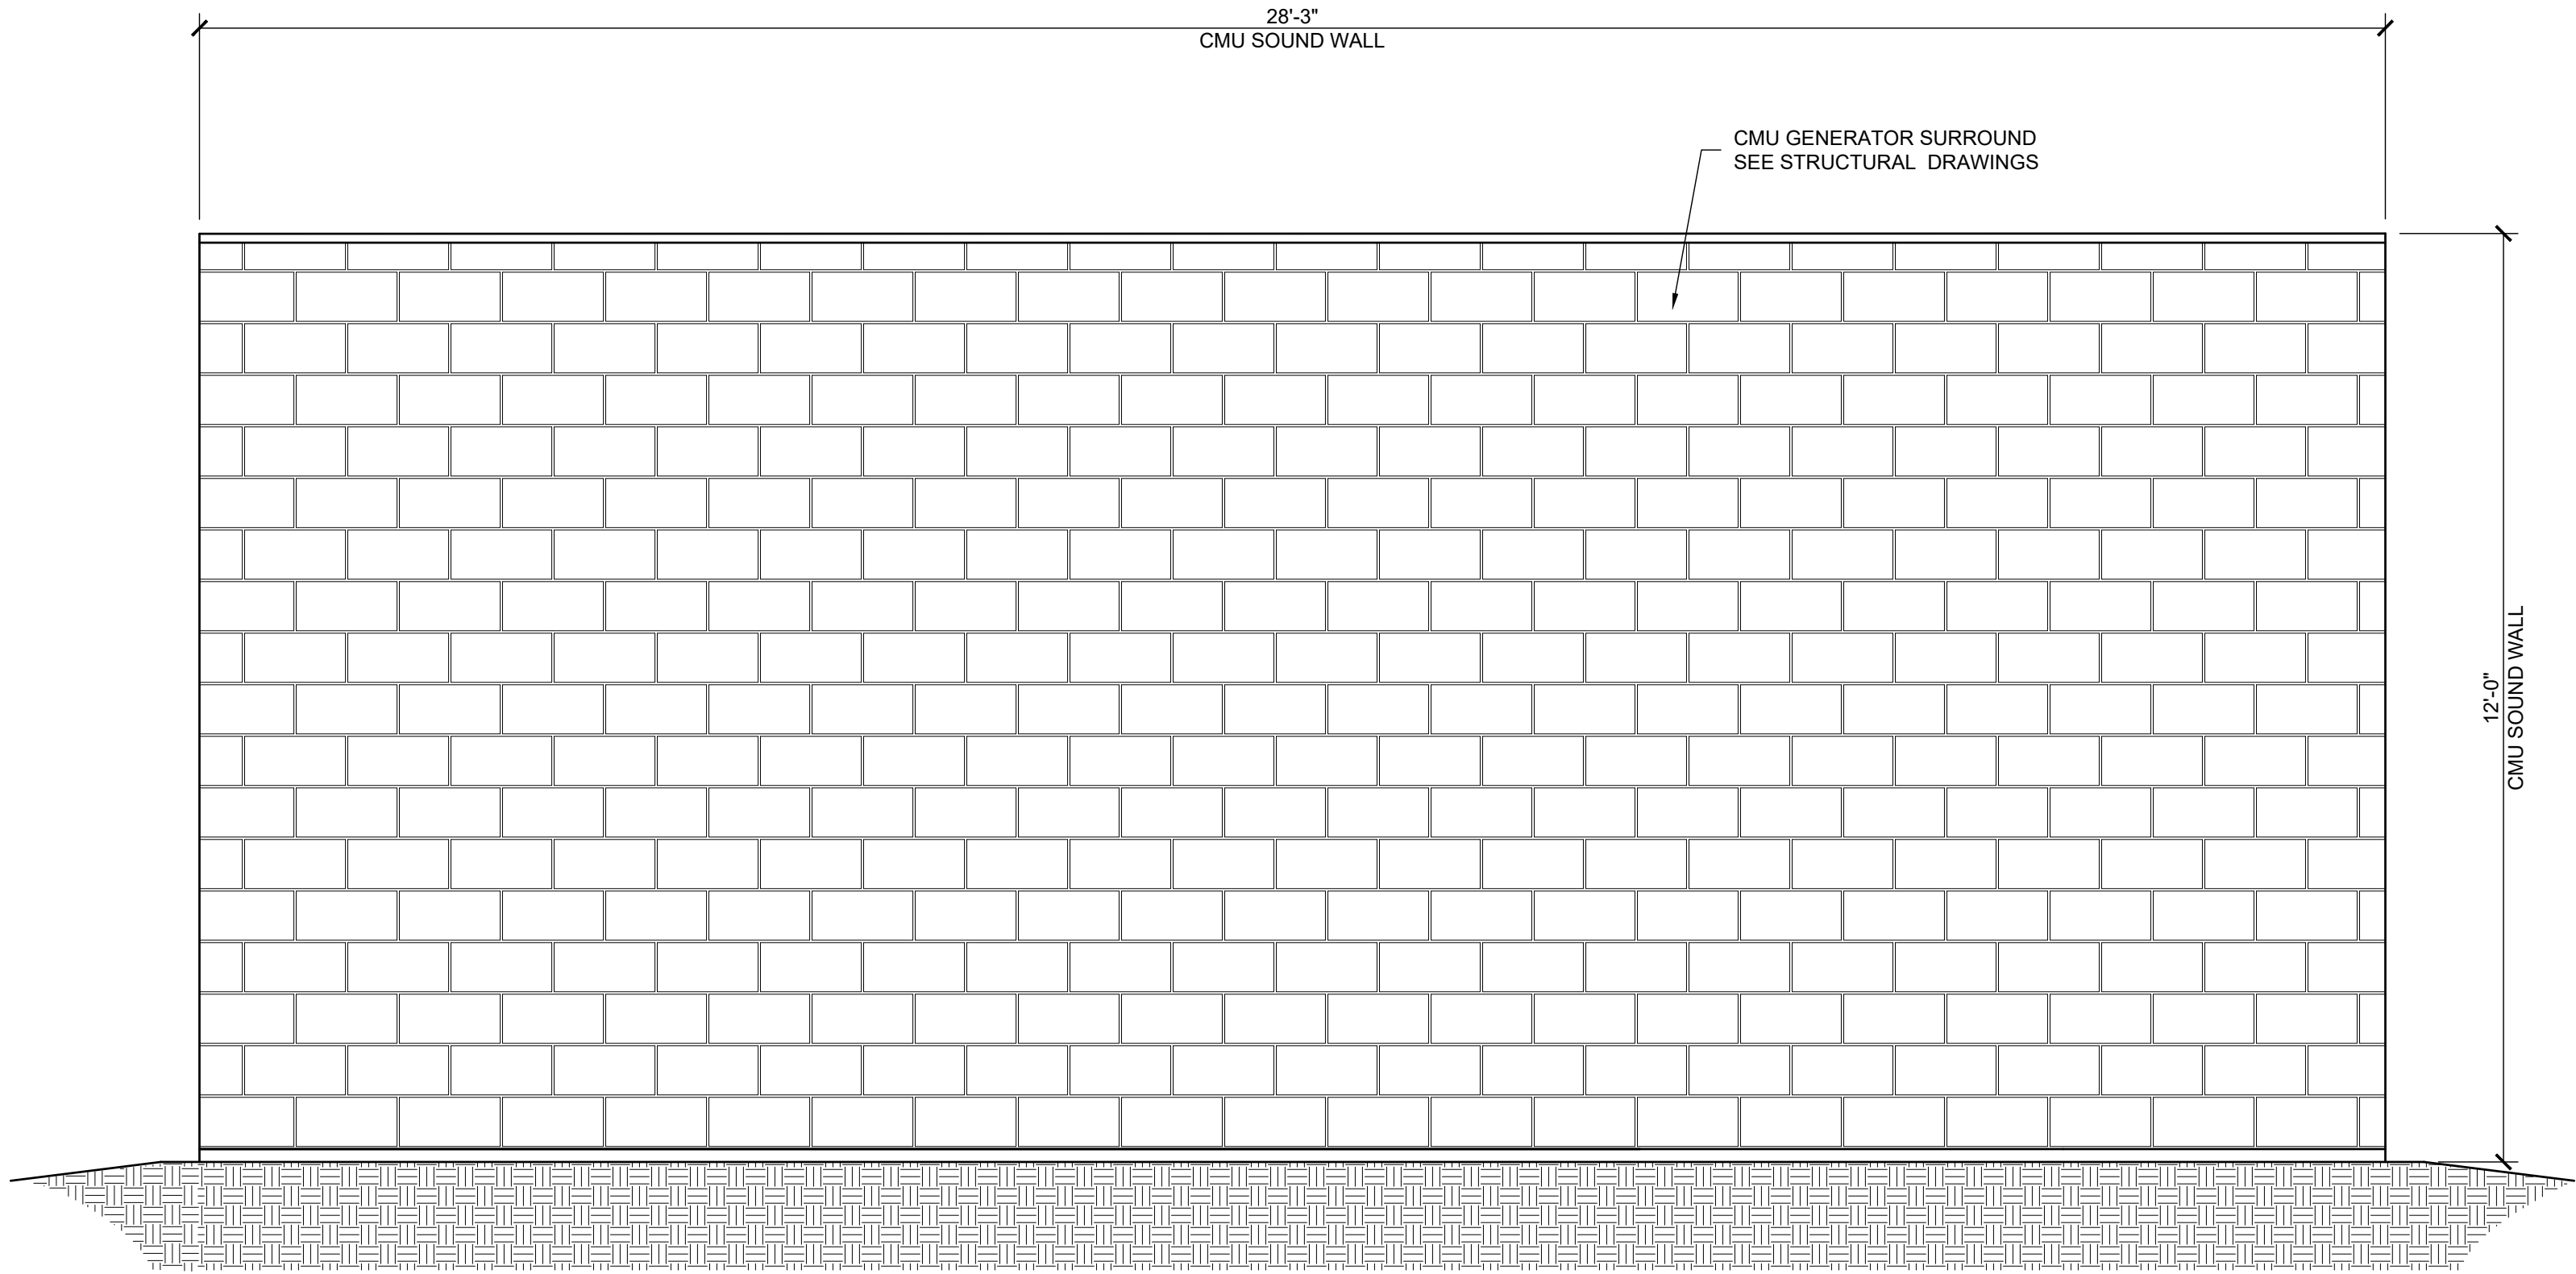 28'-3"
CMU SOUND WALL
CMU GENERATOR SURROUND
SEE STRUCTURAL  DRAWINGS
12'-0"
CMU SOUND WALL